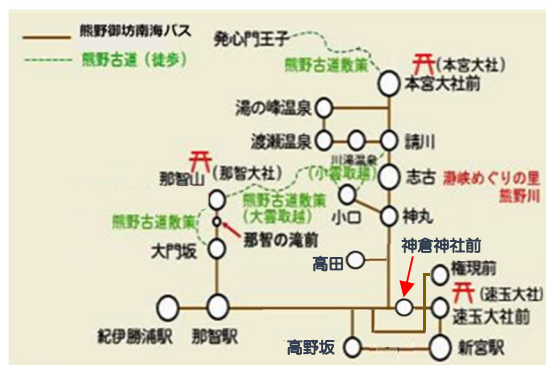 熊野御坊南海バス
熊野古道（徒歩）
発心門王子
熊野古道散策
(本宮大社)
本宮大社前
湯の峰温泉
渡瀬温泉
川湯温泉
請川
(小雲取越)
志古
瀞峡めぐりの里
熊野川
那智山
(那智大社)
熊野古道散策
(大雲取越)
小口
神丸
熊野古道散策
那智の滝前
大門坂
高田
神倉神社前
権現前
(速玉大社)
速玉大社前
紀伊勝浦駅
那智駅
高野坂
新宮駅